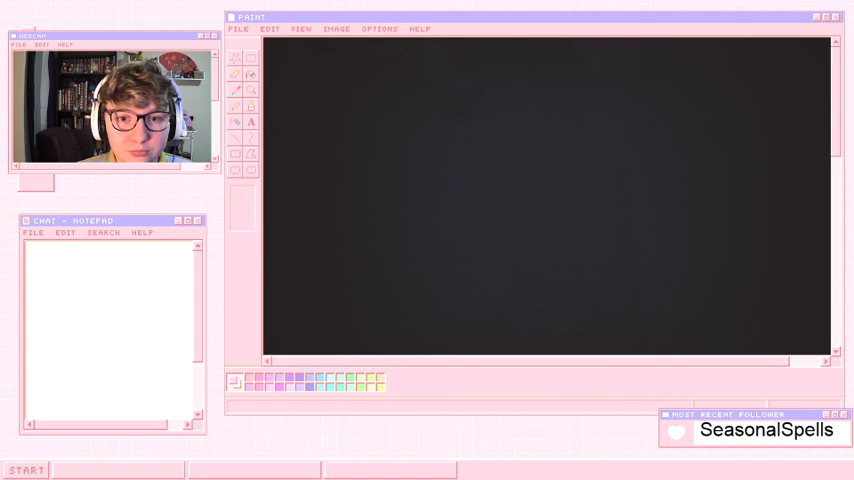 PAINT
FILE EDIT VIEW IMAGE OPTIONS HELP
WEBCAM
FILE EDIT HELP
A
CHAT - NOTEPAD
FILE EDIT SEARCH HELP
MOST RECENT FOLLOWER
SeasonalSpells
START